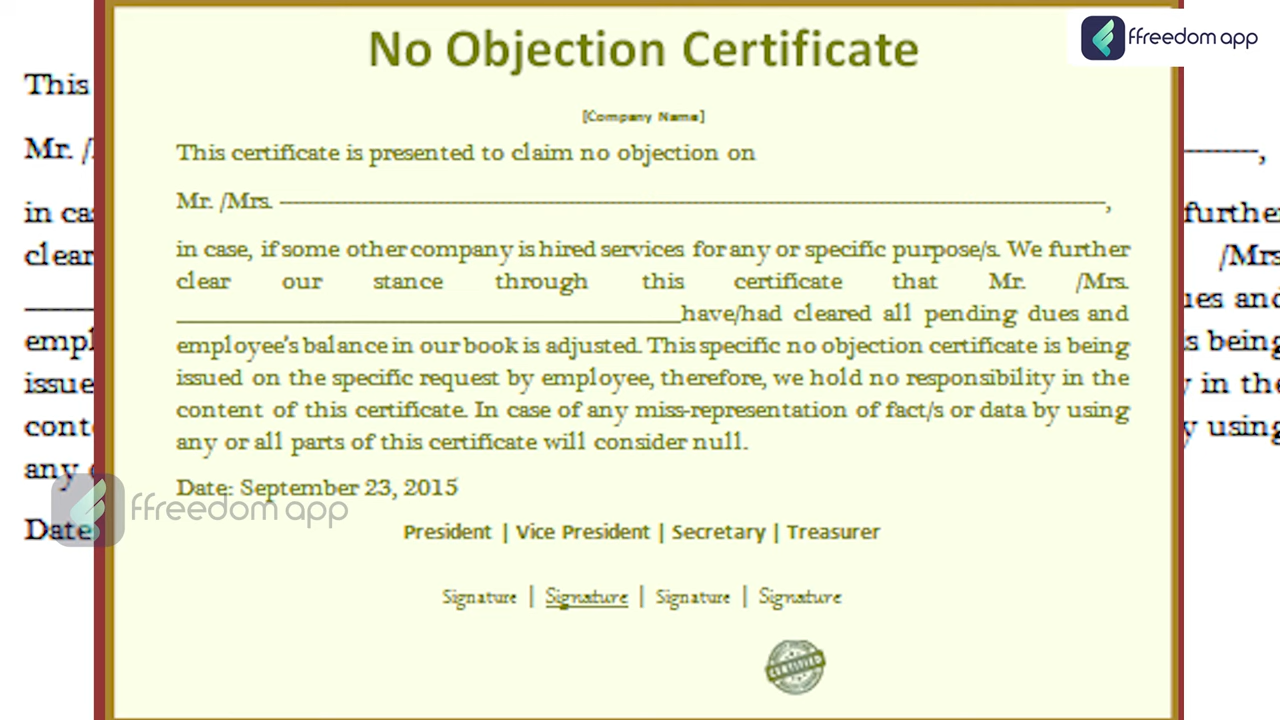 ffreedom app
No Objection Certificate
[Company Name]
This certificate is presented to claim no objection on
Mr. /Mrs. ,
in case, if some other company is hired services for any or specific purpose/s. We further
clear our stance through this certificate that Mr. /Mrs.
have/had cleared all pending dues and
employee's balance in our book is adjusted. This specific no objection certificate is being
issued on the specific request by employee, therefore, we hold no responsibility in the
content of this certificate. In case of any miss-representation of fact/s or data by using
any or all parts of this certificate will consider null.
Date: September 23, 2015
ffreedom app
President | Vice President | Secretary | Treasurer
Signature | Signature | Signature | Signature
CERTIFIED
This
Mr. /
in
clear
issue
any
Date
,
further
/Mrs
and
being
in the
using